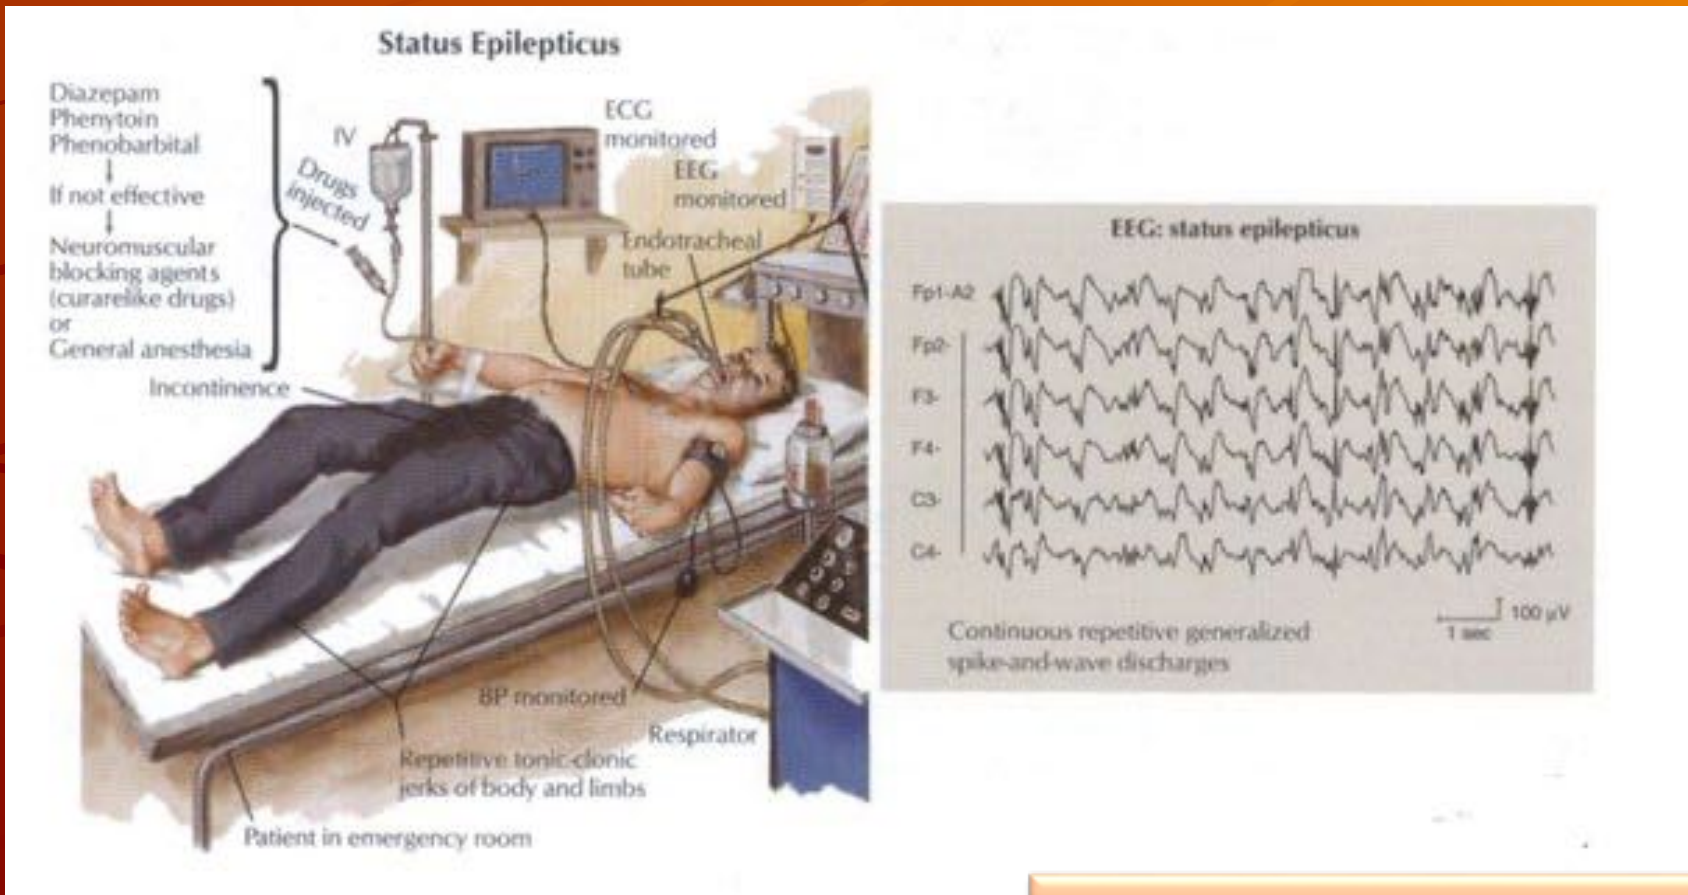 Status Epilepticus
Diazepam
Phenytoin
Phenobarbital
If not effective
Neuromuscular
blocking agents
(curarelike drugs)
or
General anesthesia
IV
Drugs
injected
ECG
monitored
EEG
monitored
Endotracheal
tube
Incontinence
BP monitored
Respirator
Repetitive tonic-clonic
jerks of body and limbs
Patient in emergency room
EEG: status epilepticus
Fp1-A2
Fp2-
F3-
F4-
C3-
C4-
100 µV
1 sec
Continuous repetitive generalized
spike-and-wave discharges